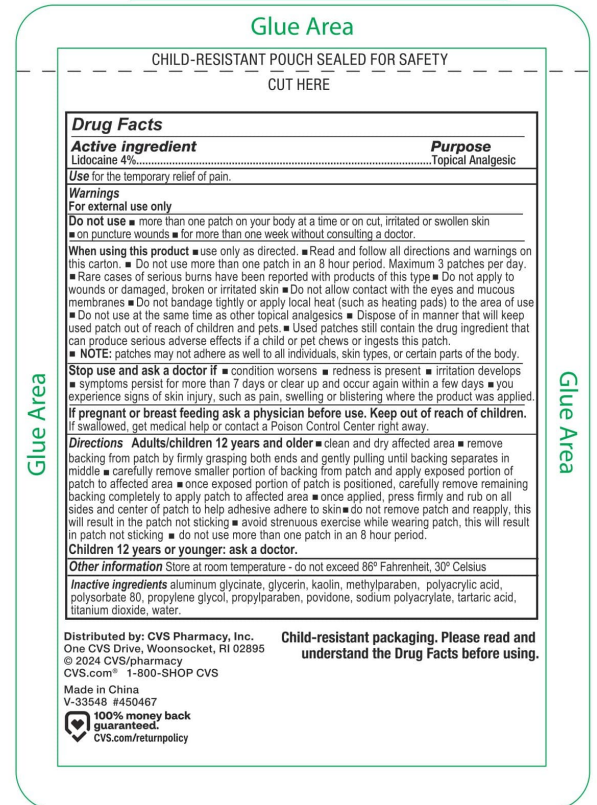 Glue Area
CHILD-RESISTANT POUCH SEALED FOR SAFETY
CUT HERE
Drug Facts
Active ingredient Purpose
Lidocaine 4%............................................................................................Topical Analgesic
Use for the temporary relief of pain.
Warnings
For external use only
Do not use ■ more than one patch on your body at a time or on cut, irritated or swollen skin
■ on puncture wounds ■ for more than one week without consulting a doctor.
When using this product ■ use only as directed. ■ Read and follow all directions and warnings on
this carton. ■ Do not use more than one patch in an 8 hour period. Maximum 3 patches per day.
■ Rare cases of serious burns have been reported with products of this type ■ Do not apply to
wounds or damaged, broken or irritated skin ■ Do not allow contact with the eyes and mucous
membranes ■ Do not bandage tightly or apply local heat (such as heating pads) to the area of use
■ Do not use at the same time as other topical analgesics ■ Dispose of in manner that will keep
used patch out of reach of children and pets. ■ Used patches still contain the drug ingredient that
can produce serious adverse effects if a child or pet chews or ingests this patch.
■ NOTE: patches may not adhere as well to all individuals, skin types, or certain parts of the body.
Stop use and ask a doctor if ■ condition worsens ■ redness is present ■ irritation develops
■ symptoms persist for more than 7 days or clear up and occur again within a few days ■ you
experience signs of skin injury, such as pain, swelling or blistering where the product was applied.
If pregnant or breast feeding ask a physician before use. Keep out of reach of children.
If swallowed, get medical help or contact a Poison Control Center right away.
Directions Adults/children 12 years and older ■ clean and dry affected area ■ remove
backing from patch by firmly grasping both ends and gently pulling until backing separates in
middle ■ carefully remove smaller portion of backing from patch and apply exposed portion of
patch to affected area ■ once exposed portion of patch is positioned, carefully remove remaining
backing completely to apply patch to affected area ■ once applied, press firmly and rub on all
sides and center of patch to help adhesive adhere to skin ■ do not remove patch and reapply, this
will result in the patch not sticking ■ avoid strenuous exercise while wearing patch, this will result
in patch not sticking ■ do not use more than one patch in an 8 hour period.
Children 12 years or younger: ask a doctor.
Other information Store at room temperature - do not exceed 86º Fahrenheit, 30º Celsius
Inactive ingredients aluminum glycinate, glycerin, kaolin, methylparaben, polyacrylic acid,
polysorbate 80, propylene glycol, propylparaben, povidone, sodium polyacrylate, tartaric acid,
titanium dioxide, water.
Distributed by: CVS Pharmacy, Inc.
One CVS Drive, Woonsocket, RI 02895
© 2024 CVS/pharmacy
CVS.com® 1-800-SHOP CVS
Made in China
V-33548 #450467
100% money back
guaranteed.
CVS.com/returnpolicy
Child-resistant packaging. Please read and
understand the Drug Facts before using.
Glue Area
Glue Area